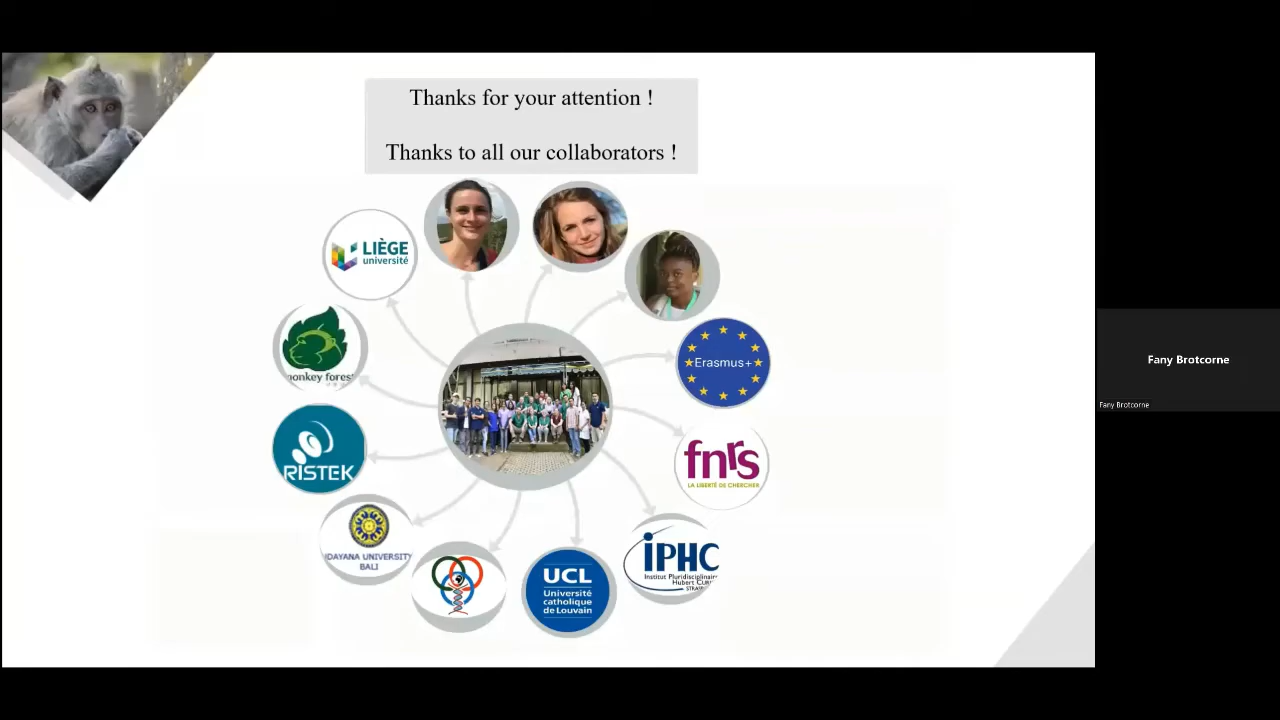 Thanks for your attention !
Thanks to all our collaborators !
LIÈGE
université
monkey forest
Erasmus+
RISTEK
fnrs
LA LIBERTÉ DE CHERCHER
UDAYANA UNIVERSITY
BALI
UCL
Université
catholique
de Louvain
iPHC
Institut Pluridisciplinaire
Hubert CURIEN
STRASBOURG
Fany Brotcorne
Fany Brotcorne